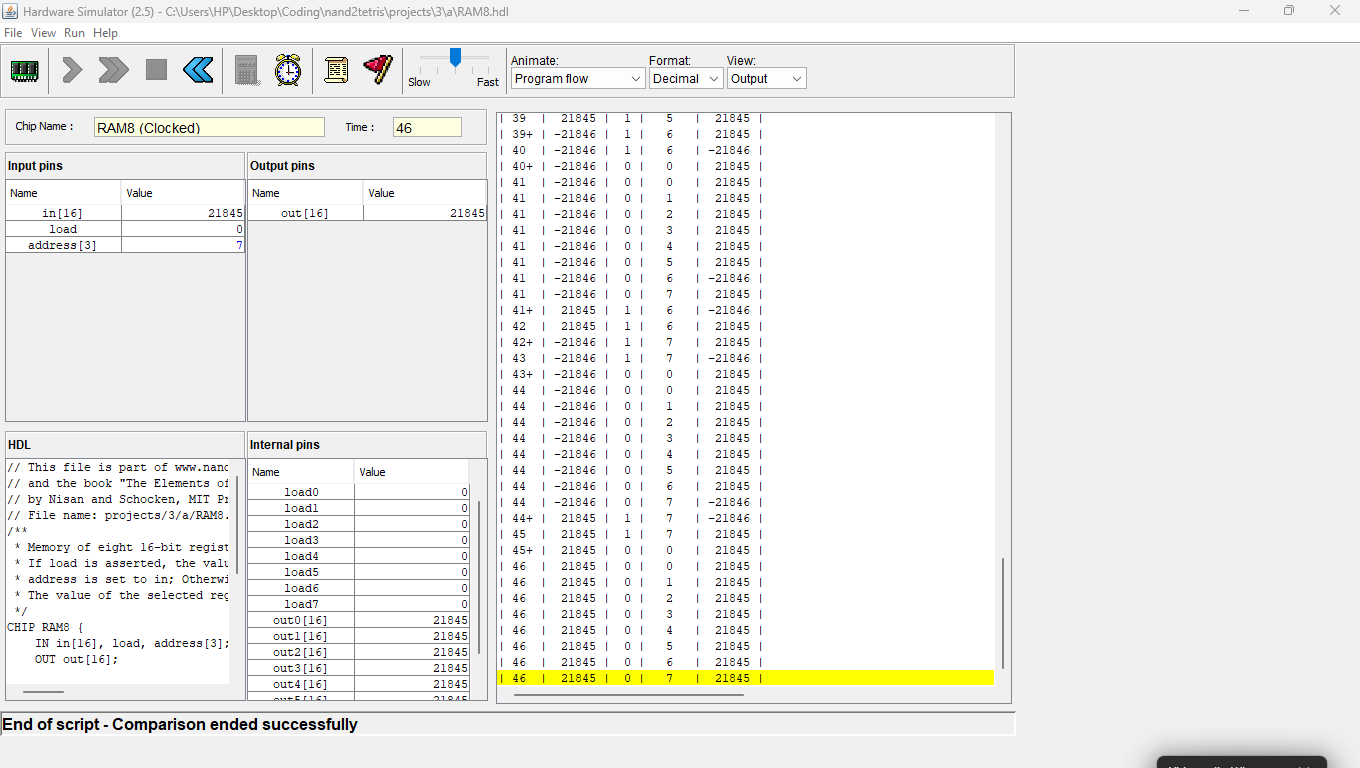 Hardware Simulator (2.5) - C:\Users\HP\Desktop\Coding\nand2tetris\projects\3\a\RAM8.hdl
File View Run Help
Slow Fast
Animate: Format: View:
Program flow Decimal Output
Chip Name : RAM8 (Clocked) Time : 46
Input pins
Name Value
in[16] 21845
load 0
address[3] 7
Output pins
Name Value
out[16] 21845
HDL
// This file is part of www.nand
// and the book "The Elements of
// by Nisan and Schocken, MIT Pr
// File name: projects/3/a/RAM8.
/**
* Memory of eight 16-bit regist
* If load is asserted, the valu
* address is set to in; Otherwi
* The value of the selected reg
*/
CHIP RAM8 {
IN in[16], load, address[3];
OUT out[16];
Internal pins
Name Value
load0 0
load1 0
load2 0
load3 0
load4 0
load5 0
load6 0
load7 0
out0[16] 21845
out1[16] 21845
out2[16] 21845
out3[16] 21845
out4[16] 21845
out5[16] 21845
| 39 | 21845 | 1 | 5 | 21845 |
| 39+ | -21846 | 1 | 6 | 21845 |
| 40 | -21846 | 1 | 6 | -21846 |
| 40+ | -21846 | 0 | 0 | 21845 |
| 41 | -21846 | 0 | 0 | 21845 |
| 41 | -21846 | 0 | 1 | 21845 |
| 41 | -21846 | 0 | 2 | 21845 |
| 41 | -21846 | 0 | 3 | 21845 |
| 41 | -21846 | 0 | 4 | 21845 |
| 41 | -21846 | 0 | 5 | 21845 |
| 41 | -21846 | 0 | 6 | -21846 |
| 41 | -21846 | 0 | 7 | 21845 |
| 41+ | 21845 | 1 | 6 | -21846 |
| 42 | 21845 | 1 | 6 | 21845 |
| 42+ | -21846 | 1 | 7 | 21845 |
| 43 | -21846 | 1 | 7 | -21846 |
| 43+ | -21846 | 0 | 0 | 21845 |
| 44 | -21846 | 0 | 0 | 21845 |
| 44 | -21846 | 0 | 1 | 21845 |
| 44 | -21846 | 0 | 2 | 21845 |
| 44 | -21846 | 0 | 3 | 21845 |
| 44 | -21846 | 0 | 4 | 21845 |
| 44 | -21846 | 0 | 5 | 21845 |
| 44 | -21846 | 0 | 6 | 21845 |
| 44 | -21846 | 0 | 7 | -21846 |
| 44+ | 21845 | 1 | 7 | -21846 |
| 45 | 21845 | 1 | 7 | 21845 |
| 45+ | 21845 | 0 | 0 | 21845 |
| 46 | 21845 | 0 | 0 | 21845 |
| 46 | 21845 | 0 | 1 | 21845 |
| 46 | 21845 | 0 | 2 | 21845 |
| 46 | 21845 | 0 | 3 | 21845 |
| 46 | 21845 | 0 | 4 | 21845 |
| 46 | 21845 | 0 | 5 | 21845 |
| 46 | 21845 | 0 | 6 | 21845 |
| 46 | 21845 | 0 | 7 | 21845 |
End of script - Comparison ended successfully